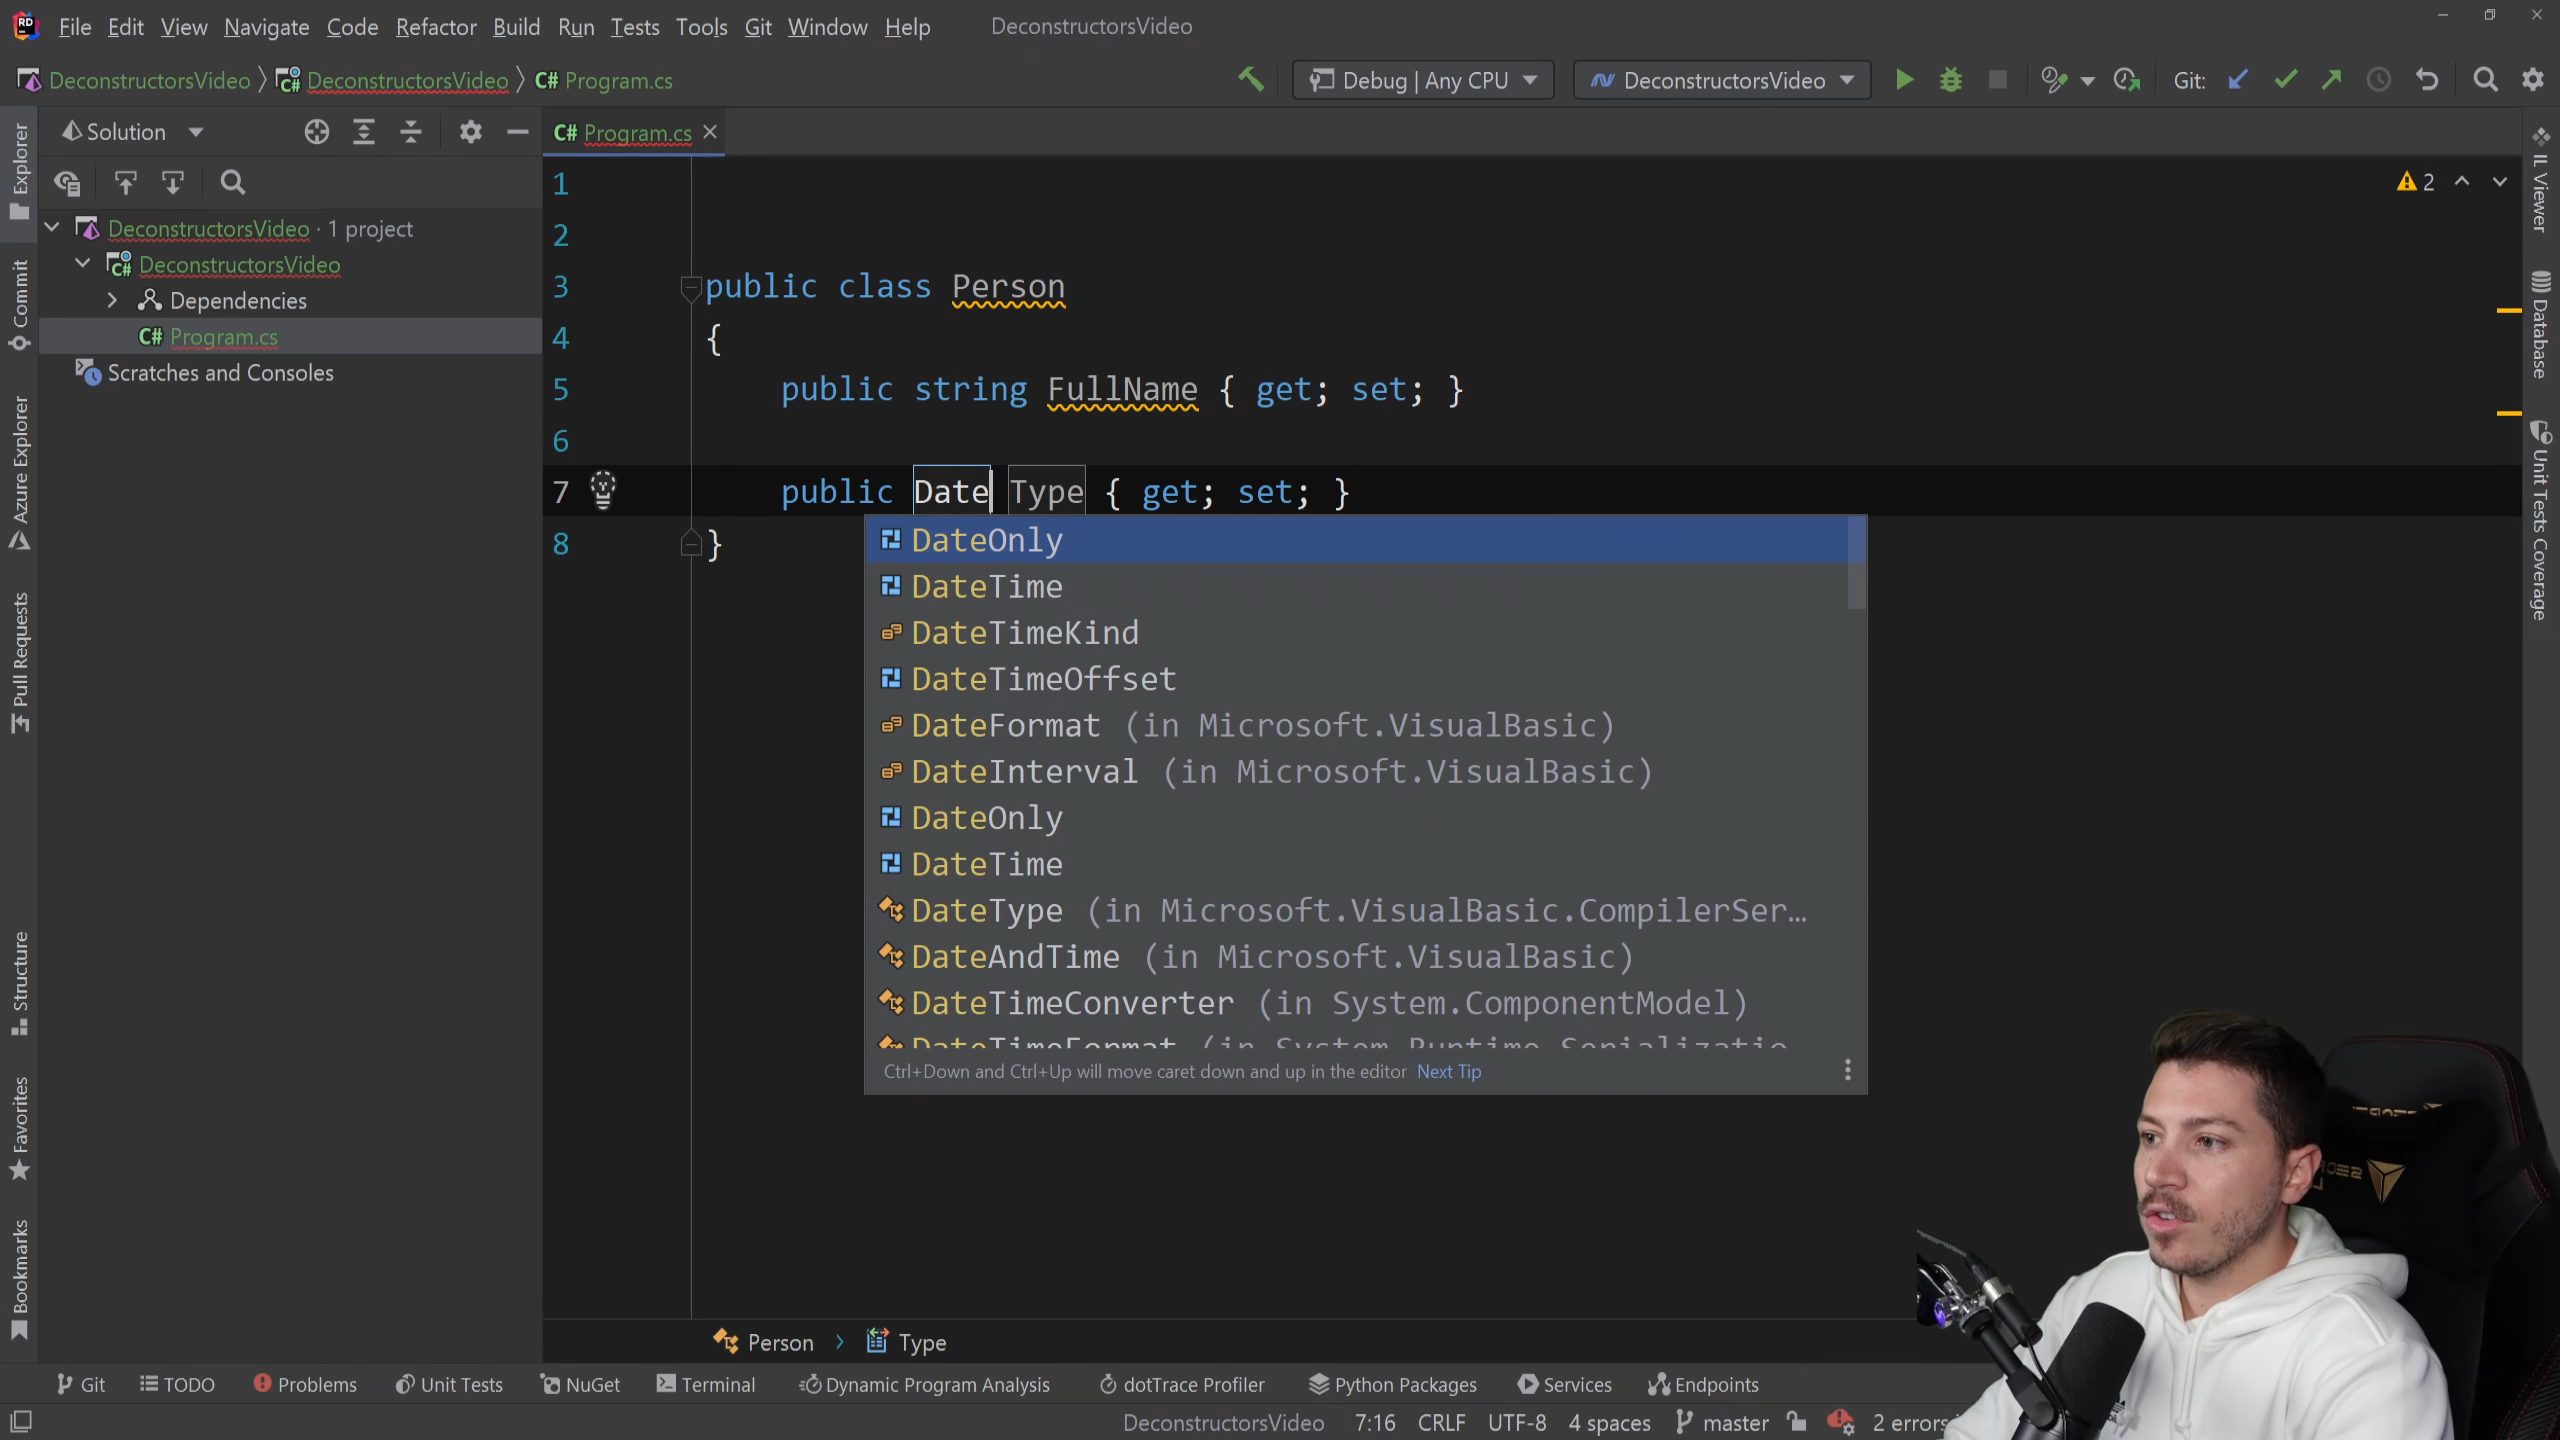 File Edit View Navigate Code Refactor Build Run Tests Tools Git Window Help DeconstructorsVideo
DeconstructorsVideo DeconstructorsVideo C# Program.cs Debug | Any CPU DeconstructorsVideo Git:
Solution
C# Program.cs
DeconstructorsVideo · 1 project
DeconstructorsVideo
Dependencies
C# Program.cs
Scratches and Consoles
Explorer
Commit
Azure Explorer
Pull Requests
Structure
Favorites
Bookmarks
2
1
2
3 public class Person
4 {
5 public string FullName { get; set; }
6
7 public Date Type { get; set; }
8 }
DateOnly
DateTime
DateTimeKind
DateTimeOffset
DateFormat (in Microsoft.VisualBasic)
DateInterval (in Microsoft.VisualBasic)
DateOnly
DateTime
DateType (in Microsoft.VisualBasic.CompilerSer…
DateAndTime (in Microsoft.VisualBasic)
DateTimeConverter (in System.ComponentModel)
DateTimeFormat (in System.Runtime.Serializatio
Ctrl+Down and Ctrl+Up will move caret down and up in the editor Next Tip
IL Viewer
Database
Unit Tests Coverage
Person Type
Git TODO Problems Unit Tests NuGet Terminal Dynamic Program Analysis dotTrace Profiler Python Packages Services Endpoints
DeconstructorsVideo 7:16 CRLF UTF-8 4 spaces master 2 errors